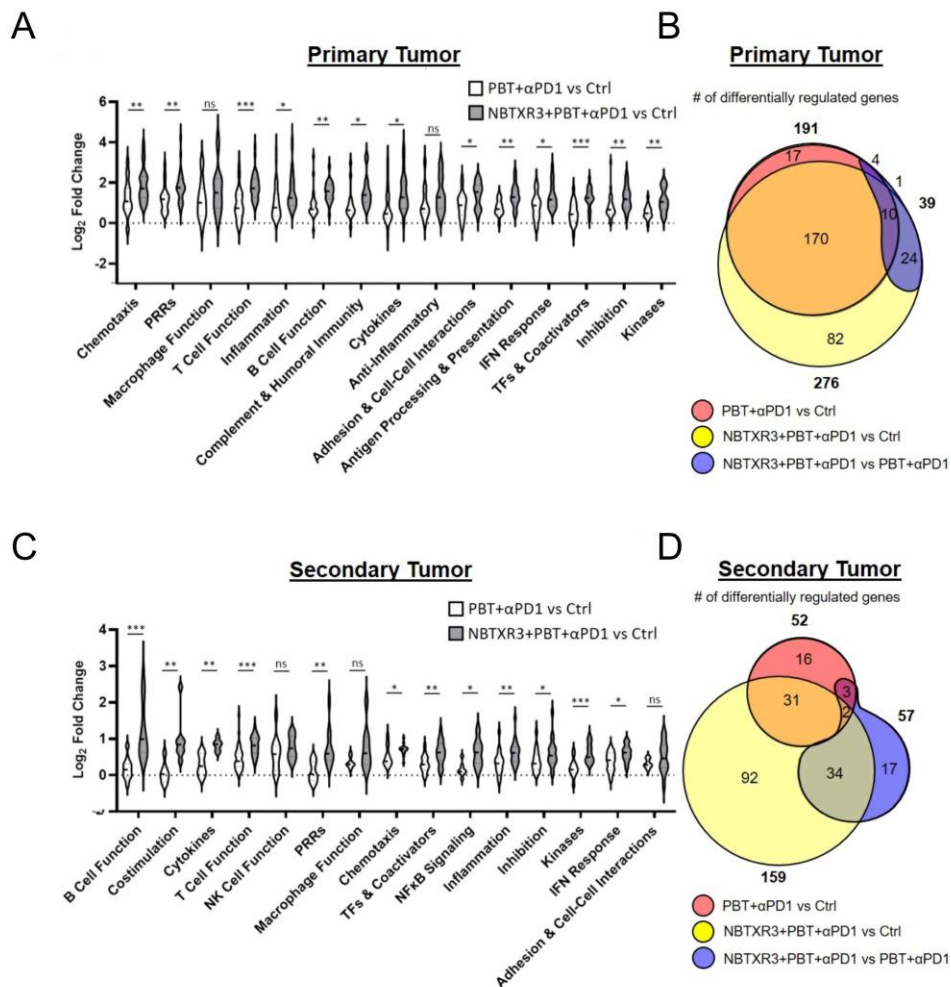 A
Primary Tumor
PBT+αPD1 vs Ctrl
NBTXR3+PBT+αPD1 vs Ctrl
** ** ns *** * ** * * ns * ** * *** ** **
Log2 Fold Change
6
4
2
0
-2
Chemotaxis
PRRs
Macrophage Function
T Cell Function
Inflammation
B Cell Function
Complement & Humoral Immunity
Cytokines
Anti-Inflammatory
Adhesion & Cell-Cell Interactions
Antigen Processing & Presentation
IFN Response
TFs & Coactivators
Inhibition
Kinases
B
Primary Tumor
# of differentially regulated genes
191
17
4
1
39
10
170
24
82
276
PBT+αPD1 vs Ctrl
NBTXR3+PBT+αPD1 vs Ctrl
NBTXR3+PBT+αPD1 vs PBT+αPD1
C
Secondary Tumor
PBT+αPD1 vs Ctrl
NBTXR3+PBT+αPD1 vs Ctrl
*** ** ** *** ns ** ns * ** * ** * *** * ns
Log2 Fold Change
4
2
0
B Cell Function
Costimulation
Cytokines
T Cell Function
NK Cell Function
PRRs
Macrophage Function
Chemotaxis
TFs & Coactivators
NFκB Signaling
Inflammation
Inhibition
Kinases
IFN Response
Adhesion & Cell-Cell Interactions
D
Secondary Tumor
# of differentially regulated genes
52
16
3
31
2
57
92
34
17
159
PBT+αPD1 vs Ctrl
NBTXR3+PBT+αPD1 vs Ctrl
NBTXR3+PBT+αPD1 vs PBT+αPD1